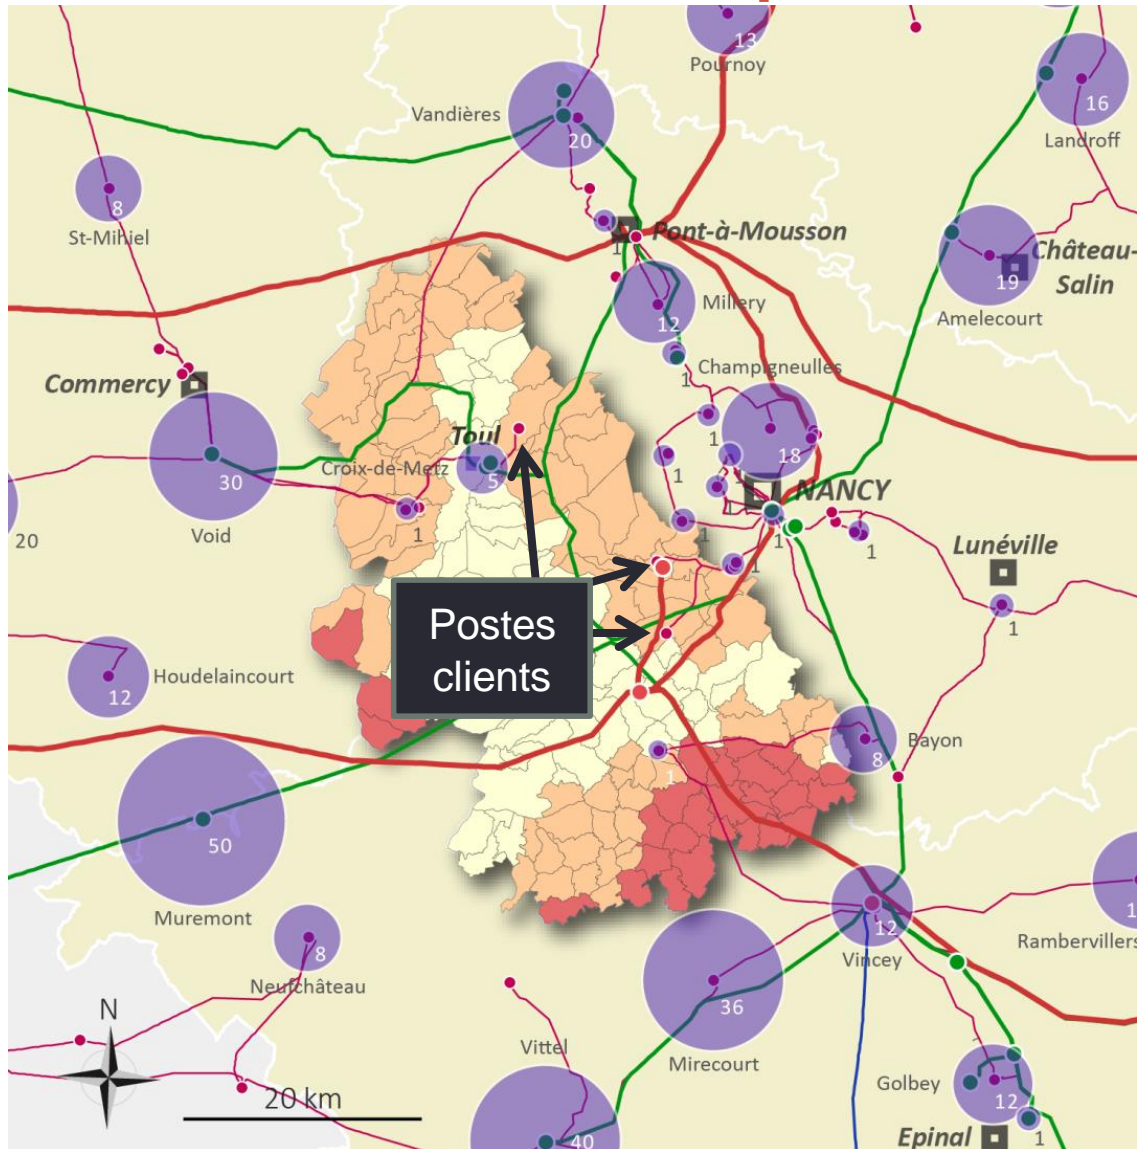 13
Pournoy
16
Landroff
Vandières
20
8
St-Mihiel
1
Pont-à-Mousson
19
Château-
Salin
Amelecourt
Millery
12
1
Champigneulles
Commercy
1
18
Toul
Croix-de-Metz
5
30
Void
1
1
1
NANCY
20
1
1
1
1
1
Lunéville
1
Postes
clients
Houdelaincourt
12
Bayon
8
1
50
Muremont
12
Vincey
Rambervillers
8
Neufchâteau
36
Mirecourt
N
20 km
Vittel
40
Golbey
12
Epinal
1